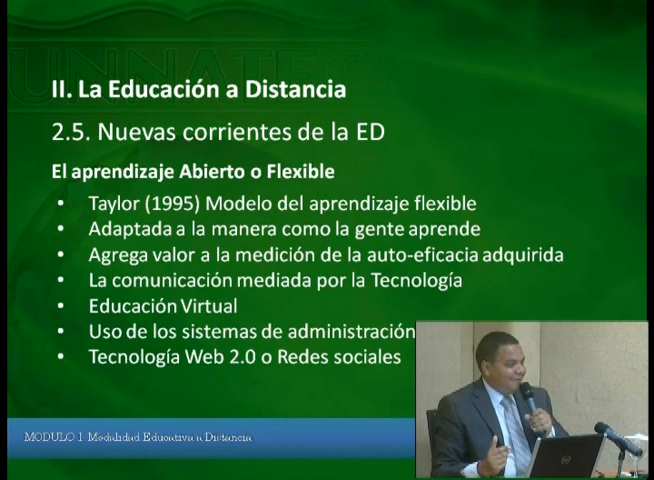 II. La Educación a Distancia
2.5. Nuevas corrientes de la ED
El aprendizaje Abierto o Flexible
• Taylor (1995) Modelo del aprendizaje flexible
• Adaptada a la manera como la gente aprende
• Agrega valor a la medición de la auto-eficacia adquirida
• La comunicación mediada por la Tecnología
• Educación Virtual
• Uso de los sistemas de administración
• Tecnología Web 2.0 o Redes sociales
MODULO 1. Modalidad Educativa a Distancia